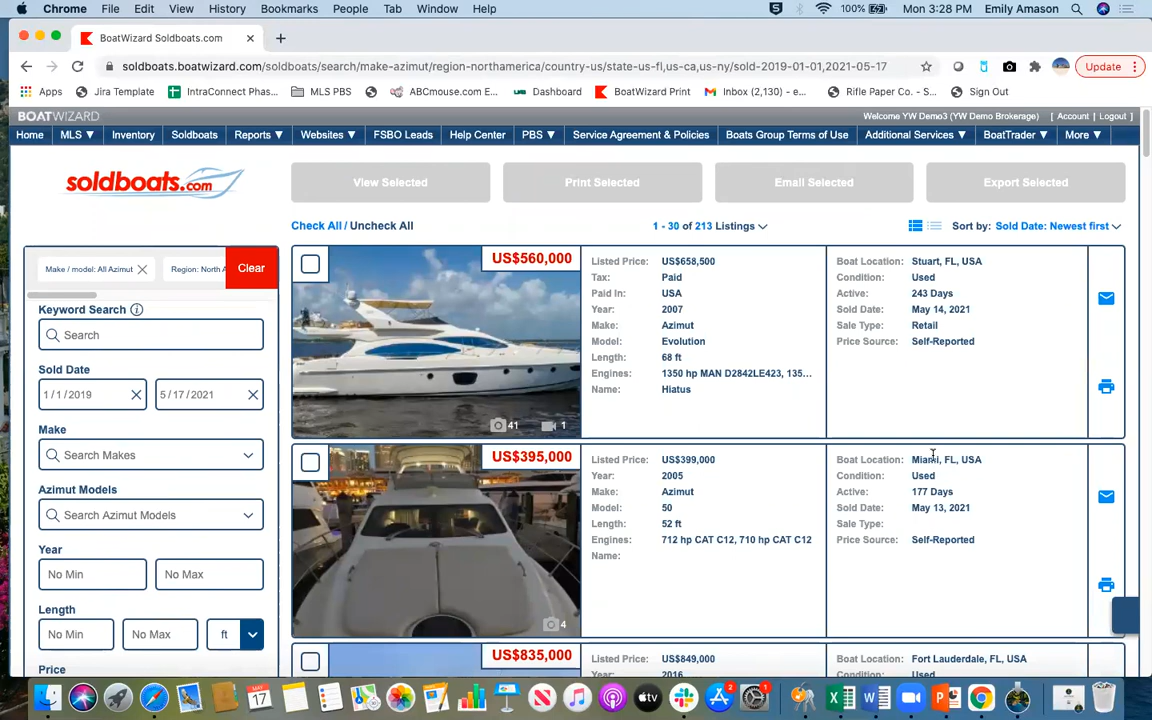 Chrome File Edit View History Bookmarks People Tab Window Help 100% Mon 3:28 PM Emily Amason
BoatWizard Soldboats.com
soldboats.boatwizard.com/soldboats/search/make-azimut/region-northamerica/country-us/state-us-fl,us-ca,us-ny/sold-2019-01-01,2021-05-17 Update
Apps Jira Template IntraConnect Phas... MLS PBS ABCmouse.com E... Dashboard BoatWizard Print Inbox (2,130) - e... Rifle Paper Co. - S... Sign Out
BOATWIZARD Welcome YW Demo3 (YW Demo Brokerage) [ Account | Logout ]
Home MLS Inventory Soldboats Reports Websites FSBO Leads Help Center PBS Service Agreement & Policies Boats Group Terms of Use Additional Services BoatTrader More
soldboats.com View Selected Print Selected Email Selected Export Selected
Check All / Uncheck All 1 - 30 of 213 Listings Sort by: Sold Date: Newest first
Make / model: All Azimut Region: North A Clear
Keyword Search
Search
Sold Date
1/1/2019 5/17/2021
Make
Search Makes
Azimut Models
Search Azimut Models
Year
No Min No Max
Length
No Min No Max ft
Price
US$560,000
41 1
Listed Price: US$658,500
Tax: Paid
Paid In: USA
Year: 2007
Make: Azimut
Model: Evolution
Length: 68 ft
Engines: 1350 hp MAN D2842LE423, 135...
Name: Hiatus
Boat Location: Stuart, FL, USA
Condition: Used
Active: 243 Days
Sold Date: May 14, 2021
Sale Type: Retail
Price Source: Self-Reported
US$395,000
4
Listed Price: US$399,000
Year: 2005
Make: Azimut
Model: 50
Length: 52 ft
Engines: 712 hp CAT C12, 710 hp CAT C12
Name:
Boat Location: Miami, FL, USA
Condition: Used
Active: 177 Days
Sold Date: May 13, 2021
Sale Type:
Price Source: Self-Reported
US$835,000
Listed Price: US$849,000
Year: 2016
Boat Location: Fort Lauderdale, FL, USA
MAY
17
tv
2
1